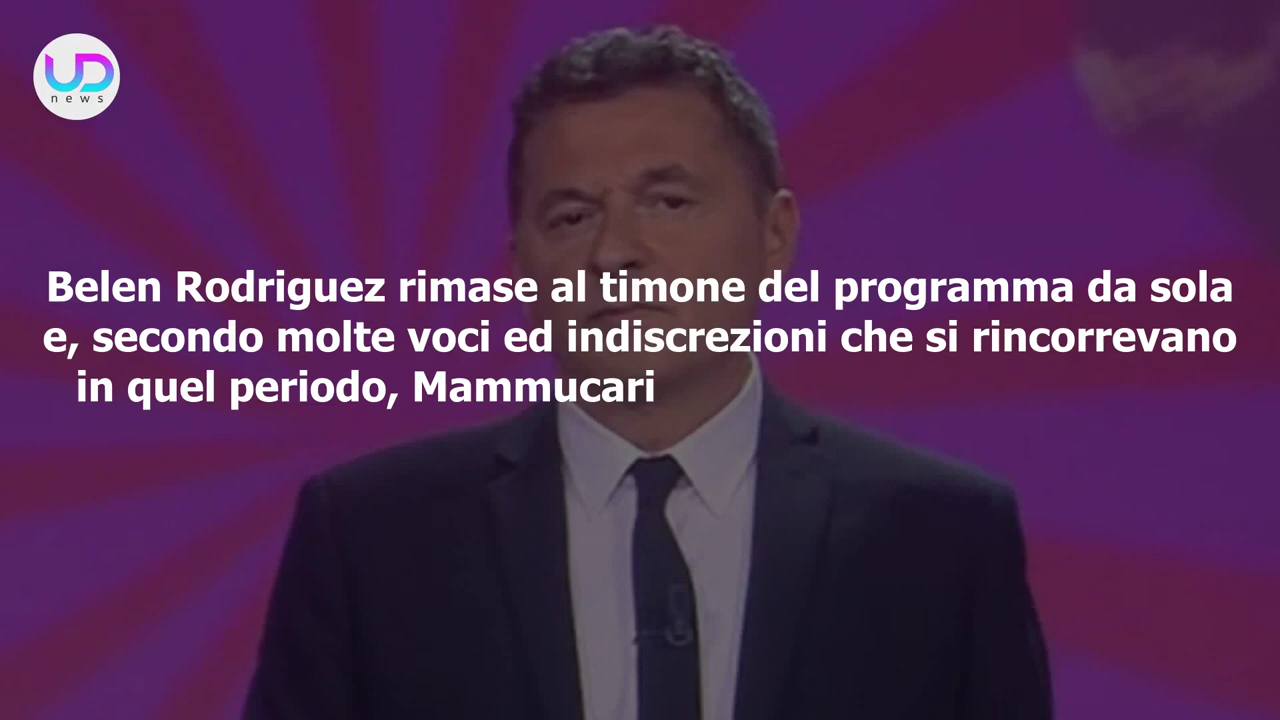 UD
news
Belen Rodriguez rimase al timone del programma da sola
e, secondo molte voci ed indiscrezioni che si rincorrevano
in quel periodo, Mammucari